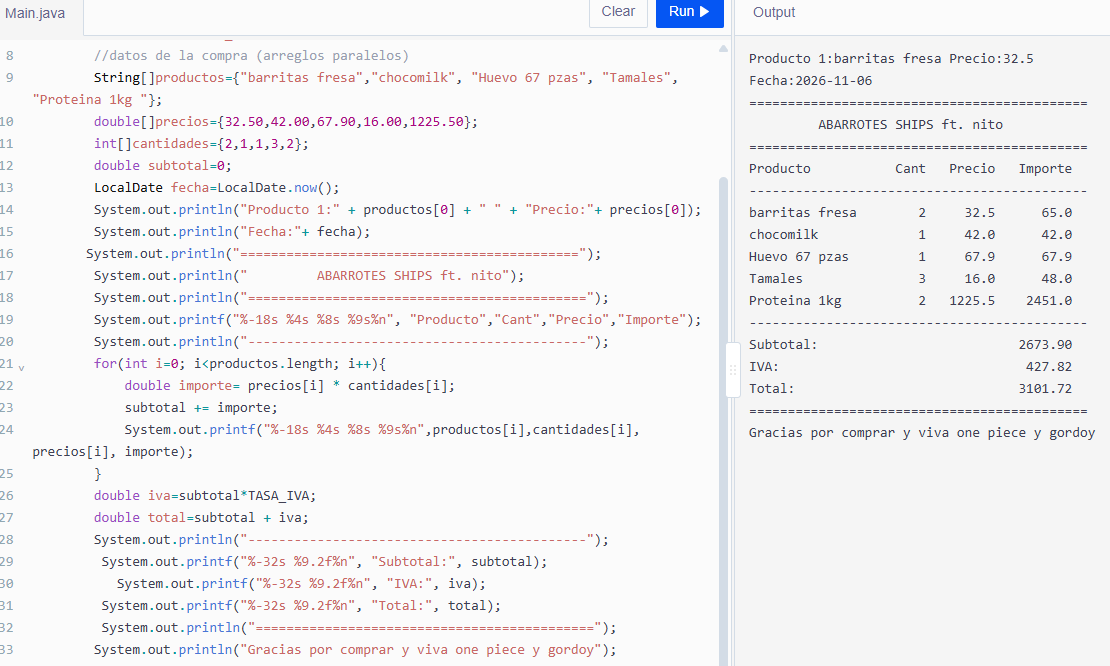 Main.java
Clear
Run
Output
8 //datos de la compra (arreglos paralelos)
9 String[]productos={"barritas fresa","chocomilk", "Huevo 67 pzas", "Tamales",
"Proteina 1kg "};
10 double[]precios={32.50,42.00,67.90,16.00,1225.50};
11 int[]cantidades={2,1,1,3,2};
12 double subtotal=0;
13 LocalDate fecha=LocalDate.now();
14 System.out.println("Producto 1:" + productos[0] + " " + "Precio:"+ precios[0]);
15 System.out.println("Fecha:"+ fecha);
16 System.out.println("============================================");
17 System.out.println("         ABARROTES SHIPS ft. nito");
18 System.out.println("============================================");
19 System.out.printf("%-18s %4s %8s %9s%n", "Producto","Cant","Precio","Importe");
20 System.out.println("--------------------------------------------");
21 for(int i=0; i<productos.length; i++){
22 double importe= precios[i] * cantidades[i];
23 subtotal += importe;
24 System.out.printf("%-18s %4s %8s %9s%n",productos[i],cantidades[i],
precios[i], importe);
25 }
26 double iva=subtotal*TASA_IVA;
27 double total=subtotal + iva;
28 System.out.println("--------------------------------------------");
29 System.out.printf("%-32s %9.2f%n", "Subtotal:", subtotal);
30 System.out.printf("%-32s %9.2f%n", "IVA:", iva);
31 System.out.printf("%-32s %9.2f%n", "Total:", total);
32 System.out.println("============================================");
33 System.out.println("Gracias por comprar y viva one piece y gordoy");
Producto 1:barritas fresa Precio:32.5
Fecha:2026-11-06
============================================
ABARROTES SHIPS ft. nito
============================================
Producto Cant Precio Importe
--------------------------------------------
barritas fresa 2 32.5 65.0
chocomilk 1 42.0 42.0
Huevo 67 pzas 1 67.9 67.9
Tamales 3 16.0 48.0
Proteina 1kg 2 1225.5 2451.0
--------------------------------------------
Subtotal: 2673.90
IVA: 427.82
Total: 3101.72
============================================
Gracias por comprar y viva one piece y gordoy